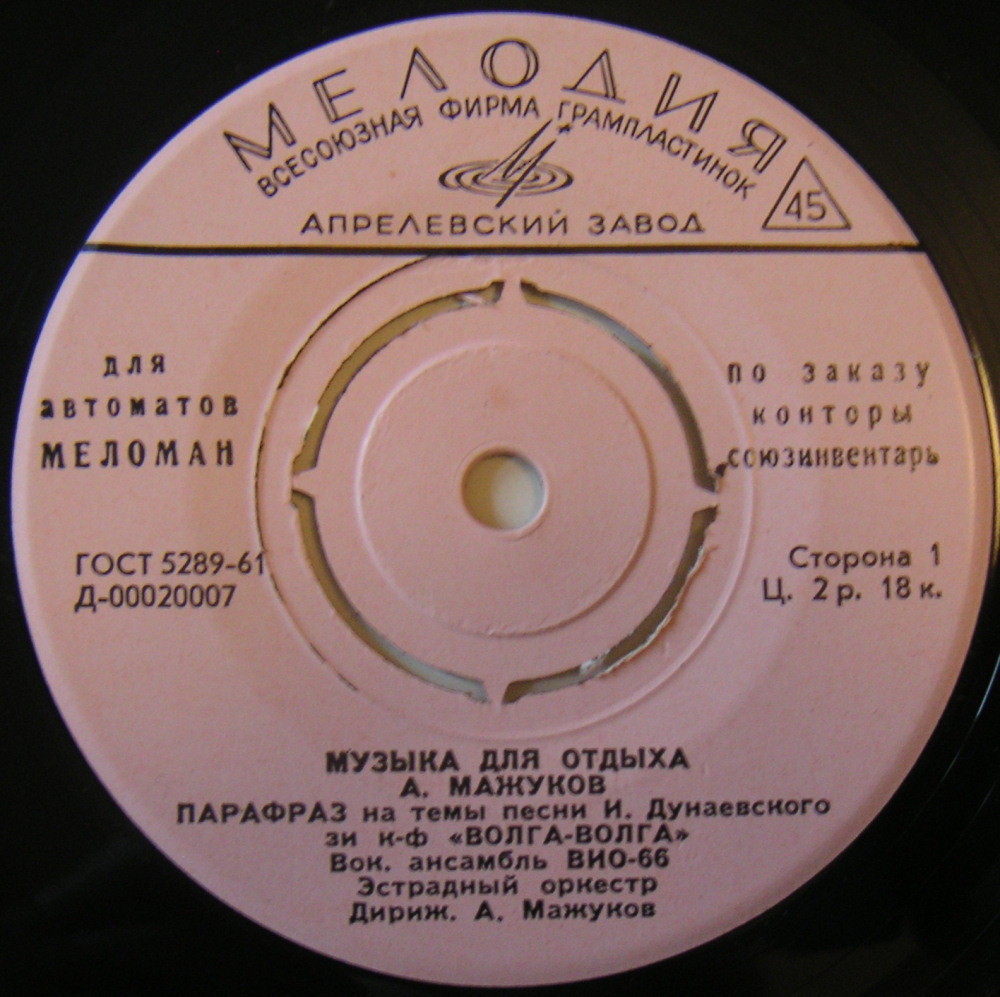 МЕЛОДИЯ
ВСЕСОЮЗНАЯ ФИРМА ГРАМПЛАСТИНОК
45
АПРЕЛЕВСКИЙ ЗАВОД
для
автоматов
МЕЛОМАН
по заказу
конторы
союзинвентарь
ГОСТ 5289-61
Д-00020007
Сторона 1
Ц. 2 р. 18 к.
МУЗЫКА ДЛЯ ОТДЫХА
А. МАЖУКОВ
ПАРАФРАЗ на темы песни И. Дунаевского
зи к-ф «ВОЛГА-ВОЛГА»
Вок. ансамбль ВИО-66
Эстрадный оркестр
Дириж. А. Мажуков